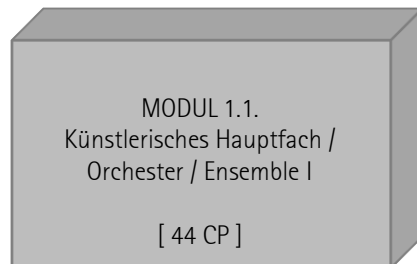 MODUL 1.1.
Künstlerisches Hauptfach /
Orchester / Ensemble I
[ 44 CP ]